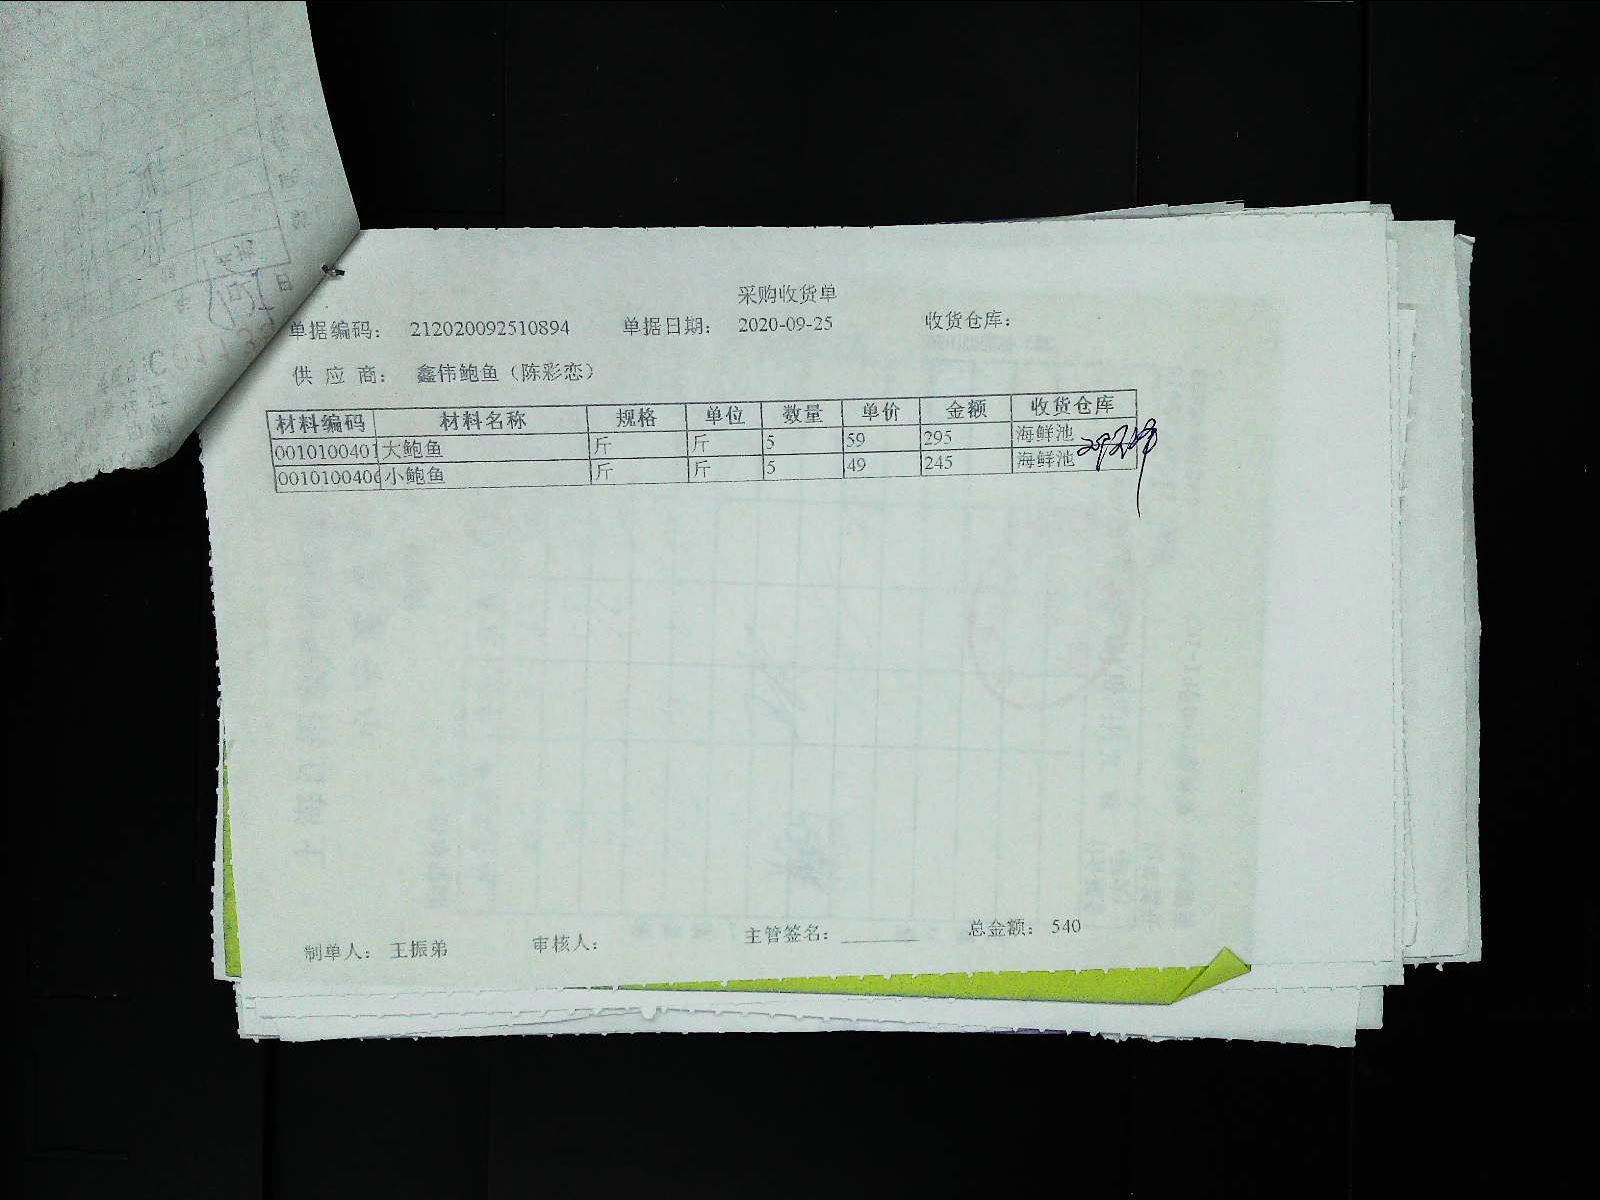 采购收货单
单据编码： 212020092510894 单据日期： 2020-09-25 收货仓库：
供 应 商： 鑫伟鲍鱼（陈彩恋）
材料编码 材料名称 规格 单位 数量 单价 金额 收货仓库
0010100401 大鲍鱼 斤 斤 5 59 295 海鲜池
001010040 小鲍鱼 斤 斤 5 49 245 海鲜池
制单人： 王振弟 审核人： 主管签名：______ 总金额： 540